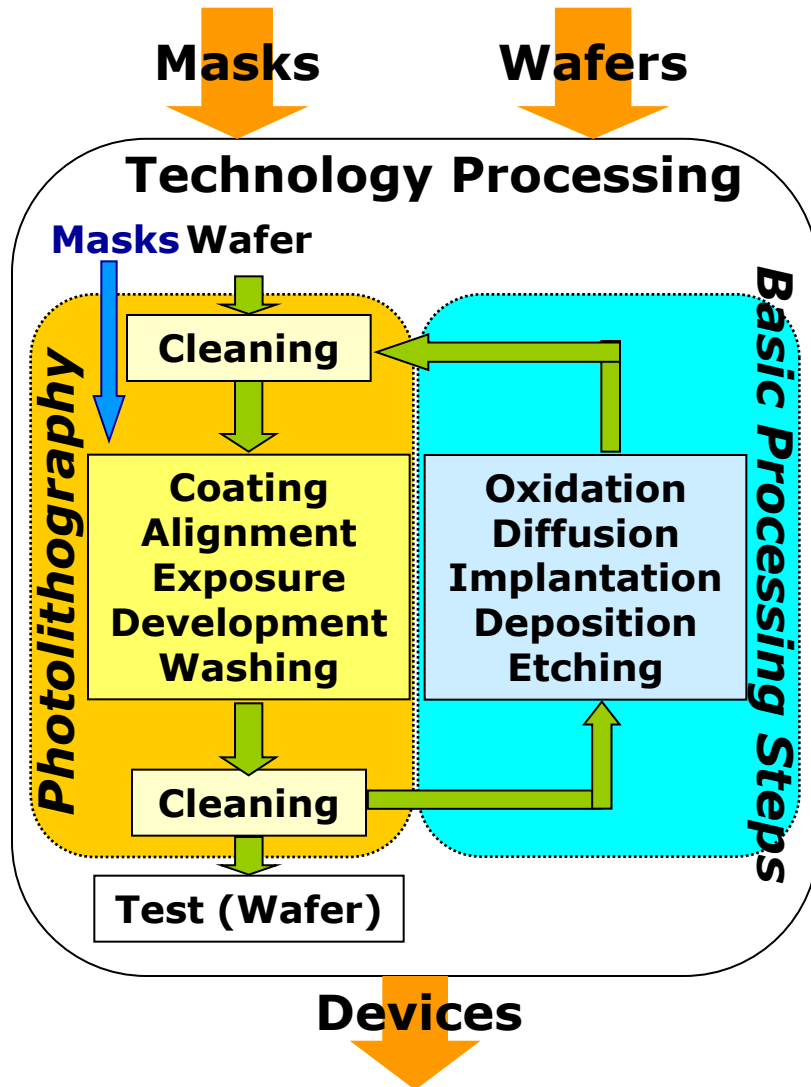 Masks
Wafers
Technology Processing
Masks
Wafer
Photolithography
Cleaning
Coating
Alignment
Exposure
Development
Washing
Cleaning
Test (Wafer)
Basic Processing Steps
Oxidation
Diffusion
Implantation
Deposition
Etching
Devices